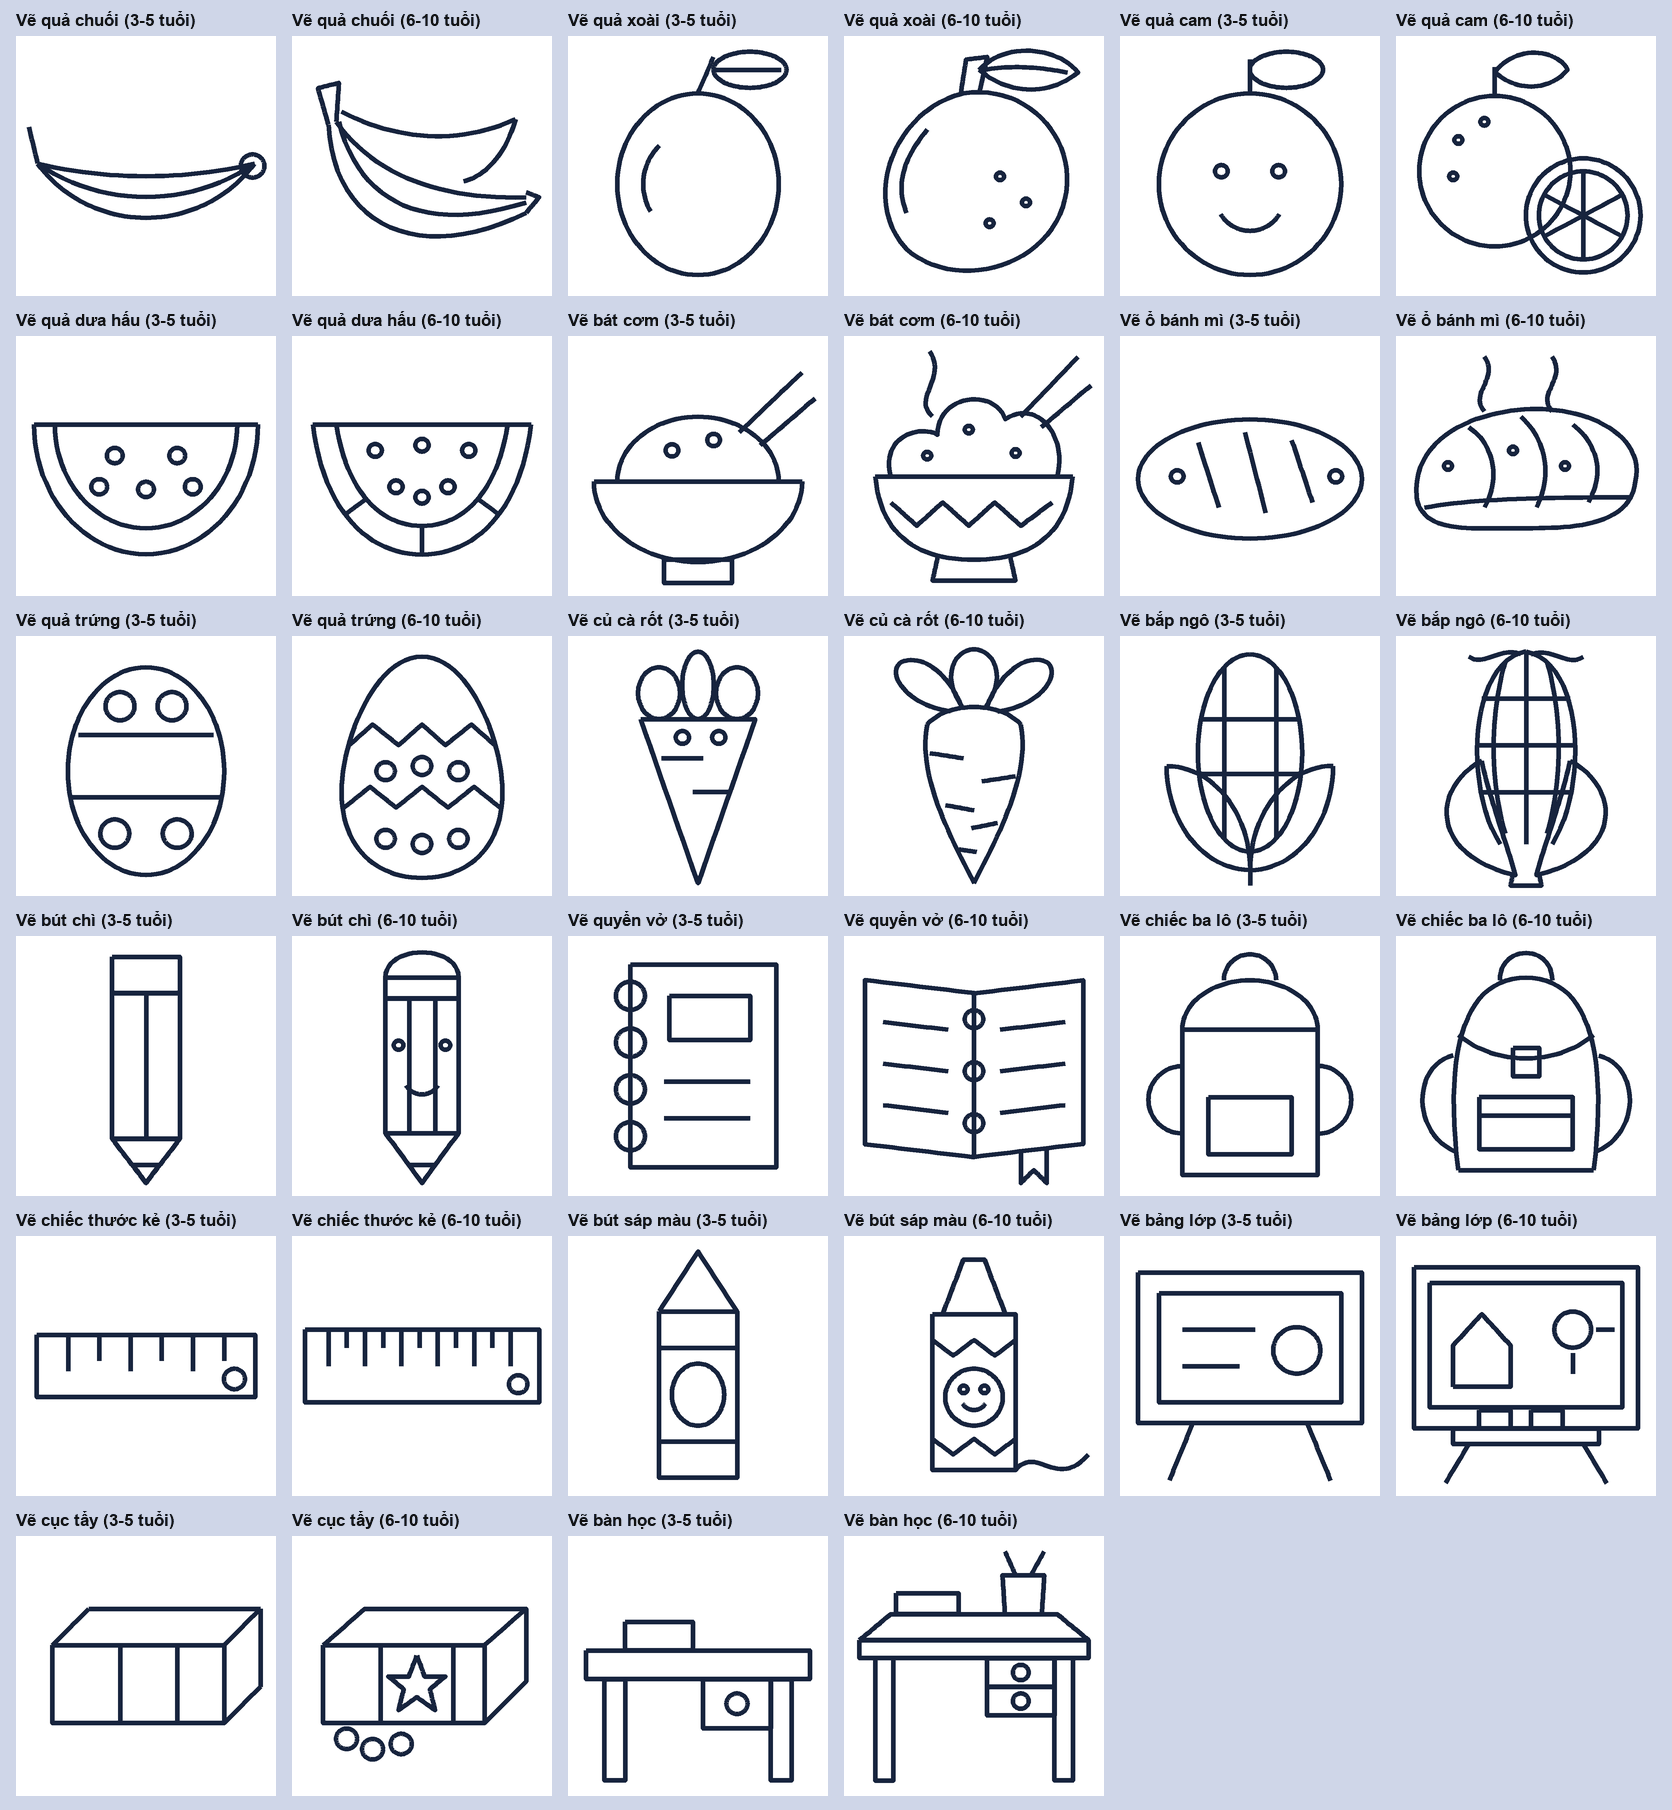 Vẽ quả chuối (3-5 tuổi)
Vẽ quả chuối (6-10 tuổi)
Vẽ quả xoài (3-5 tuổi)
Vẽ quả xoài (6-10 tuổi)
Vẽ quả cam (3-5 tuổi)
Vẽ quả cam (6-10 tuổi)
Vẽ quả dưa hấu (3-5 tuổi)
Vẽ quả dưa hấu (6-10 tuổi)
Vẽ bát cơm (3-5 tuổi)
Vẽ bát cơm (6-10 tuổi)
Vẽ ổ bánh mì (3-5 tuổi)
Vẽ ổ bánh mì (6-10 tuổi)
Vẽ quả trứng (3-5 tuổi)
Vẽ quả trứng (6-10 tuổi)
Vẽ củ cà rốt (3-5 tuổi)
Vẽ củ cà rốt (6-10 tuổi)
Vẽ bắp ngô (3-5 tuổi)
Vẽ bắp ngô (6-10 tuổi)
Vẽ bút chì (3-5 tuổi)
Vẽ bút chì (6-10 tuổi)
Vẽ quyển vở (3-5 tuổi)
Vẽ quyển vở (6-10 tuổi)
Vẽ chiếc ba lô (3-5 tuổi)
Vẽ chiếc ba lô (6-10 tuổi)
Vẽ chiếc thước kẻ (3-5 tuổi)
Vẽ chiếc thước kẻ (6-10 tuổi)
Vẽ bút sáp màu (3-5 tuổi)
Vẽ bút sáp màu (6-10 tuổi)
Vẽ bảng lớp (3-5 tuổi)
Vẽ bảng lớp (6-10 tuổi)
Vẽ cục tẩy (3-5 tuổi)
Vẽ cục tẩy (6-10 tuổi)
Vẽ bàn học (3-5 tuổi)
Vẽ bàn học (6-10 tuổi)